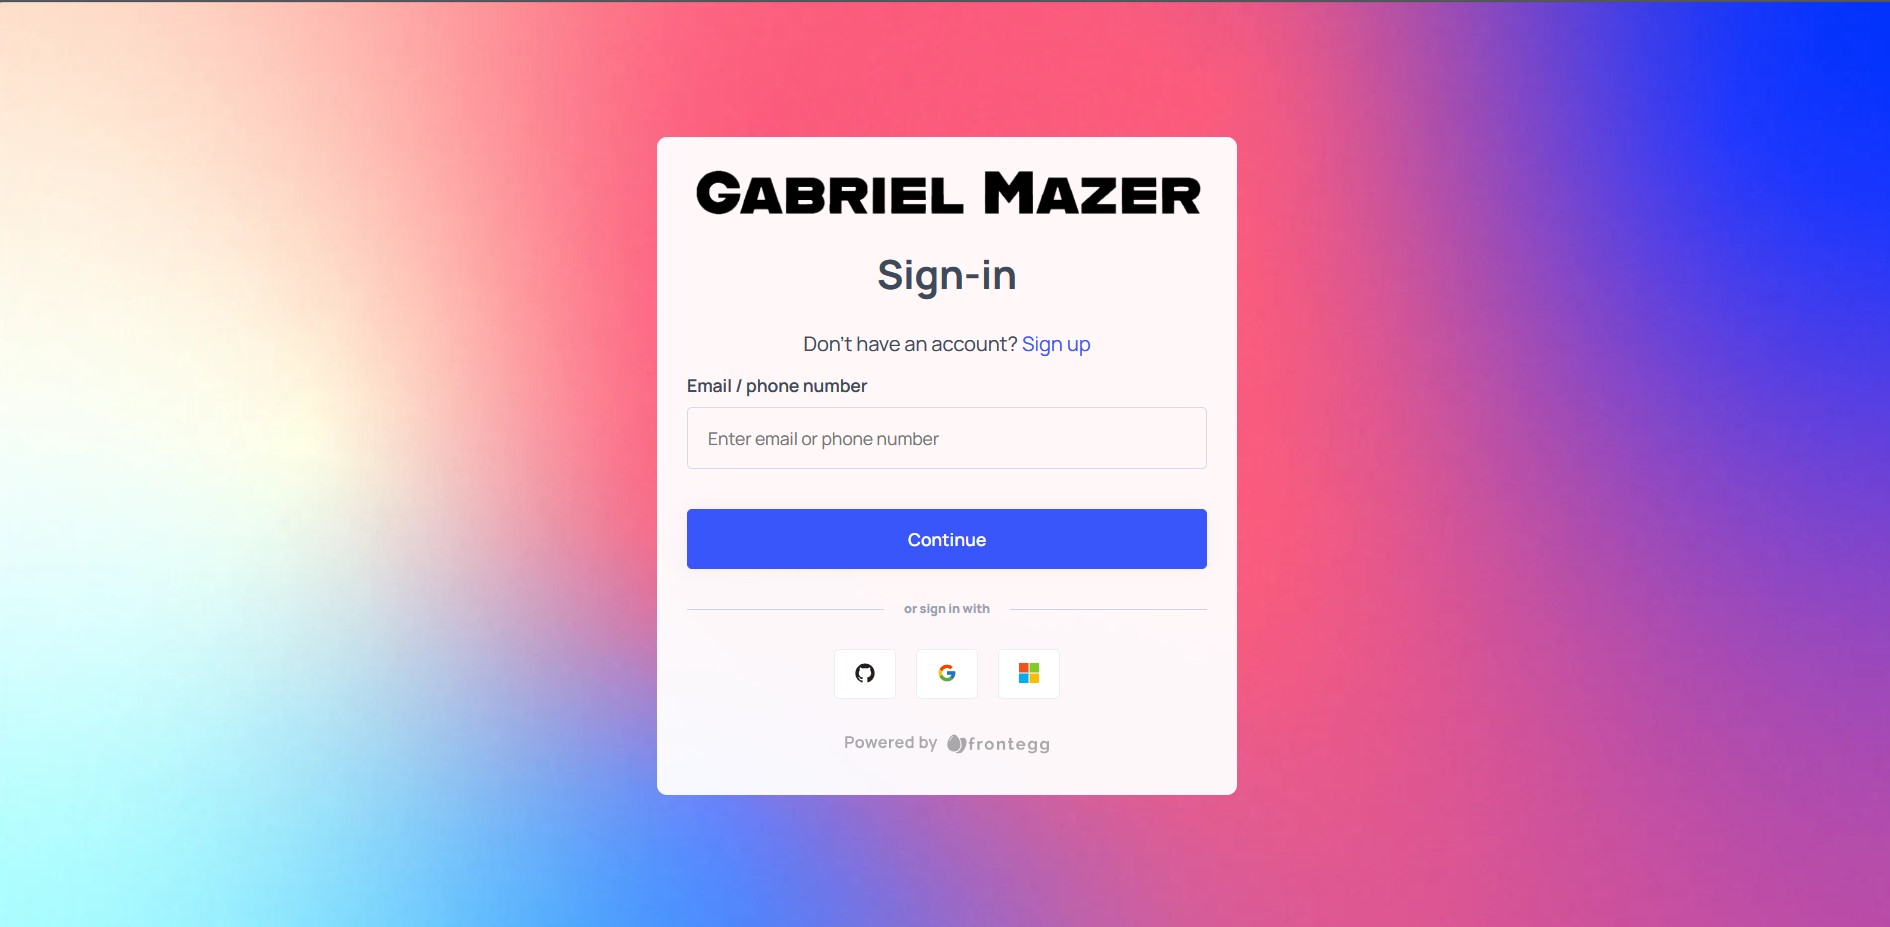 GABRIEL MAZER
Sign-in
Don't have an account? Sign up
Email / phone number
Enter email or phone number
Continue
or sign in with
Powered by frontegg